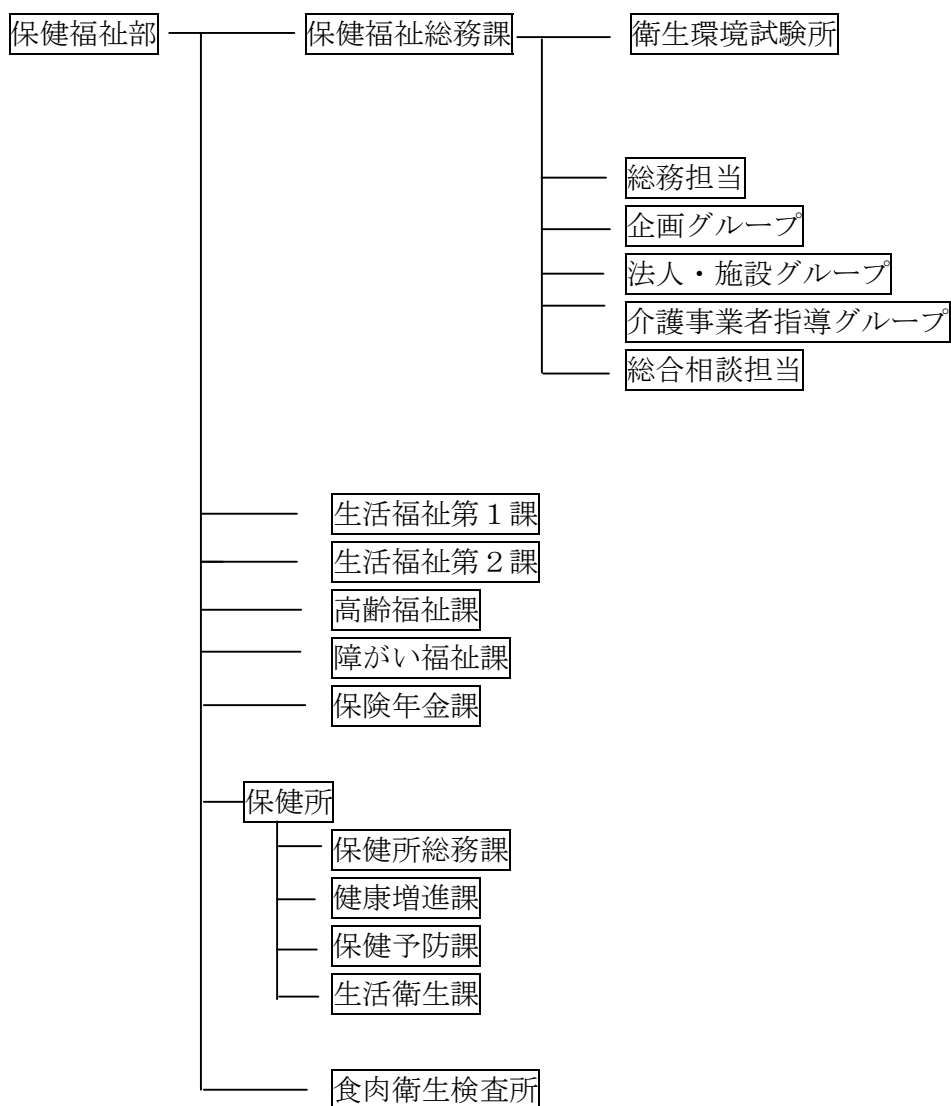 保健福祉部 保健福祉総務課 衛生環境試験所
総務担当
企画グループ
法人・施設グループ
介護事業者指導グループ
総合相談担当
生活福祉第１課
生活福祉第２課
高齢福祉課
障がい福祉課
保険年金課
保健所
保健所総務課
健康増進課
保健予防課
生活衛生課
食肉衛生検査所